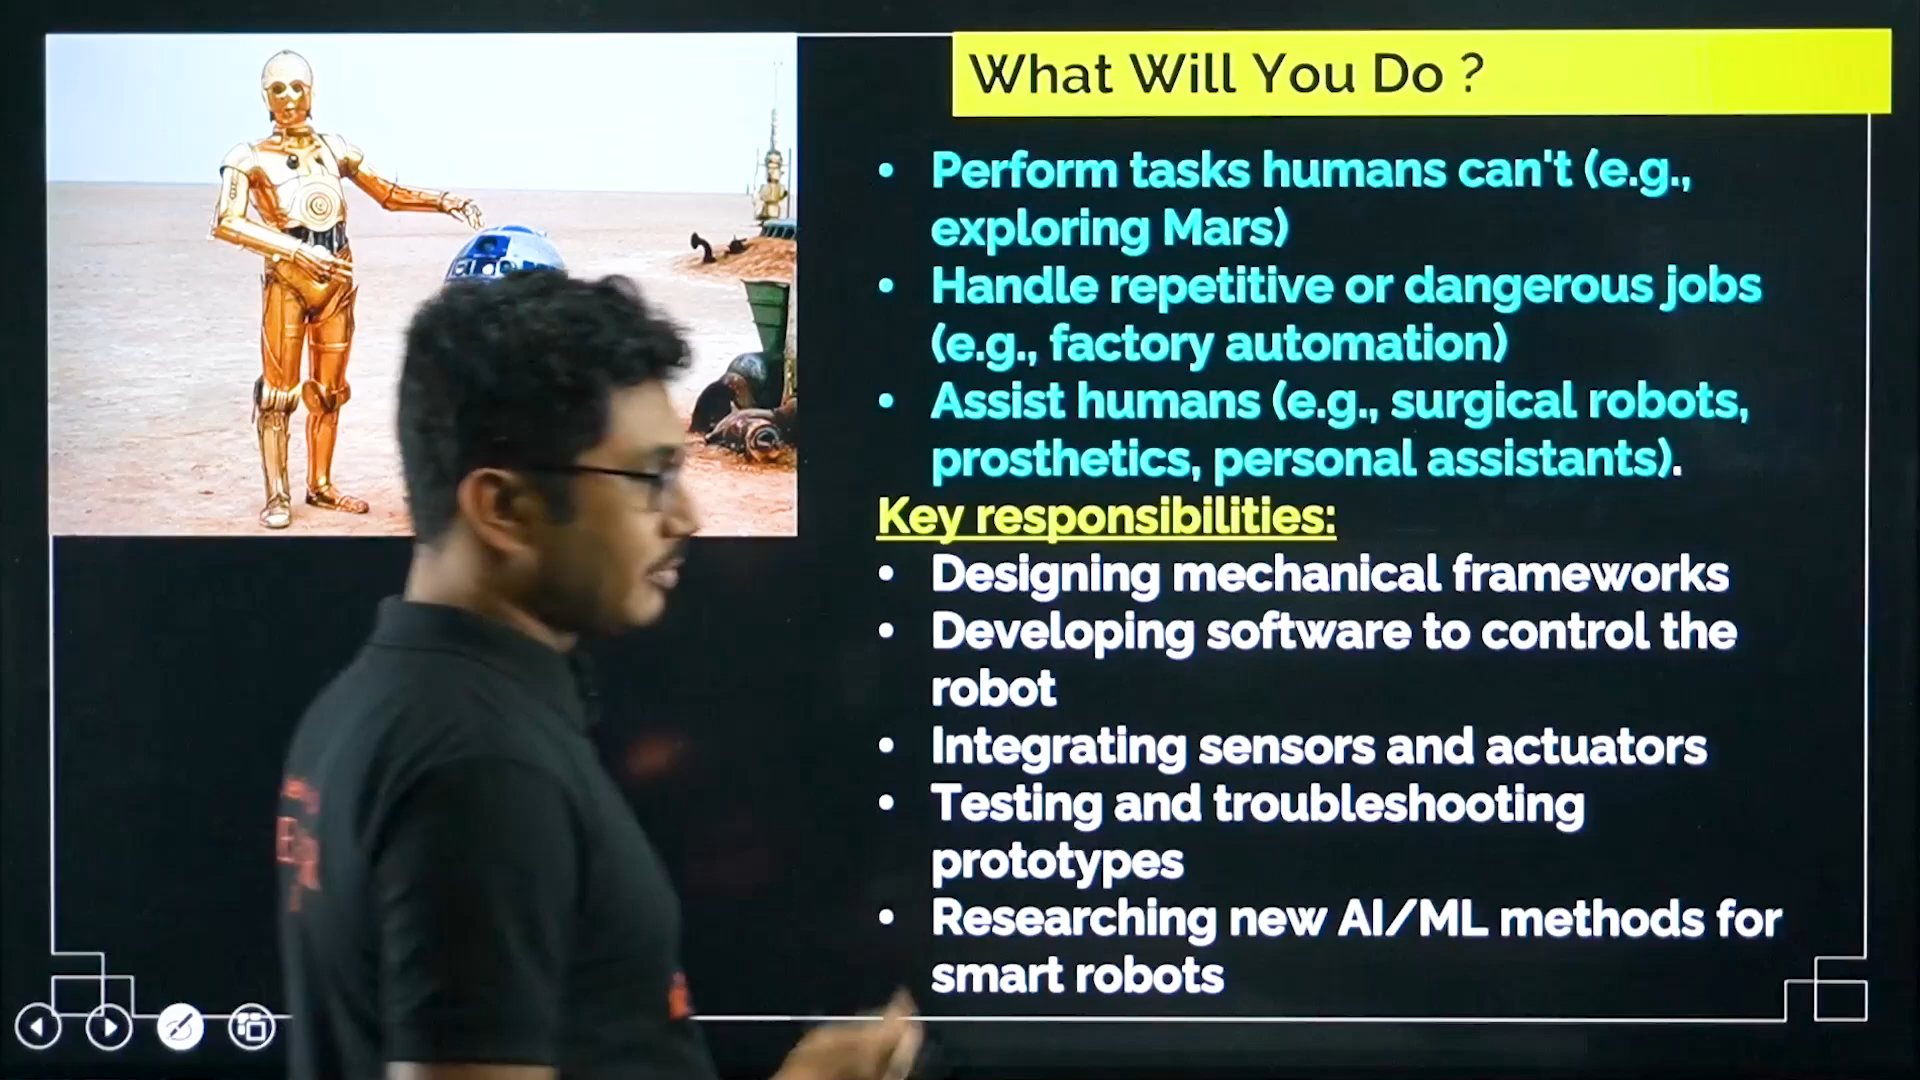 What Will You Do ?
• Perform tasks humans can't (e.g.,
exploring Mars)
• Handle repetitive or dangerous jobs
(e.g., factory automation)
• Assist humans (e.g., surgical robots,
prosthetics, personal assistants).
Key responsibilities:
• Designing mechanical frameworks
• Developing software to control the
robot
• Integrating sensors and actuators
• Testing and troubleshooting
prototypes
• Researching new AI/ML methods for
smart robots